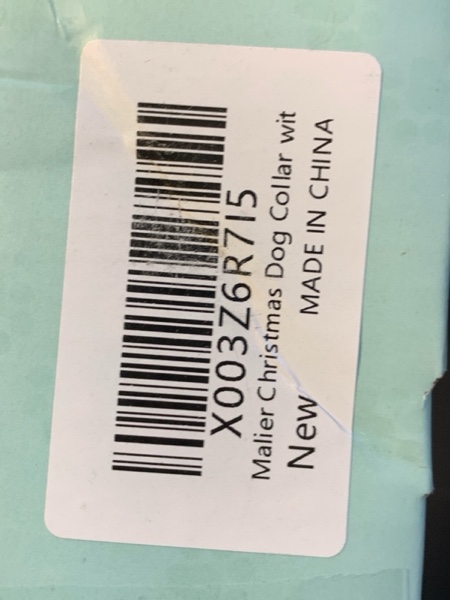 X003Z6R7I5
Malier Christmas Dog Collar wit
New
MADE IN CHINA